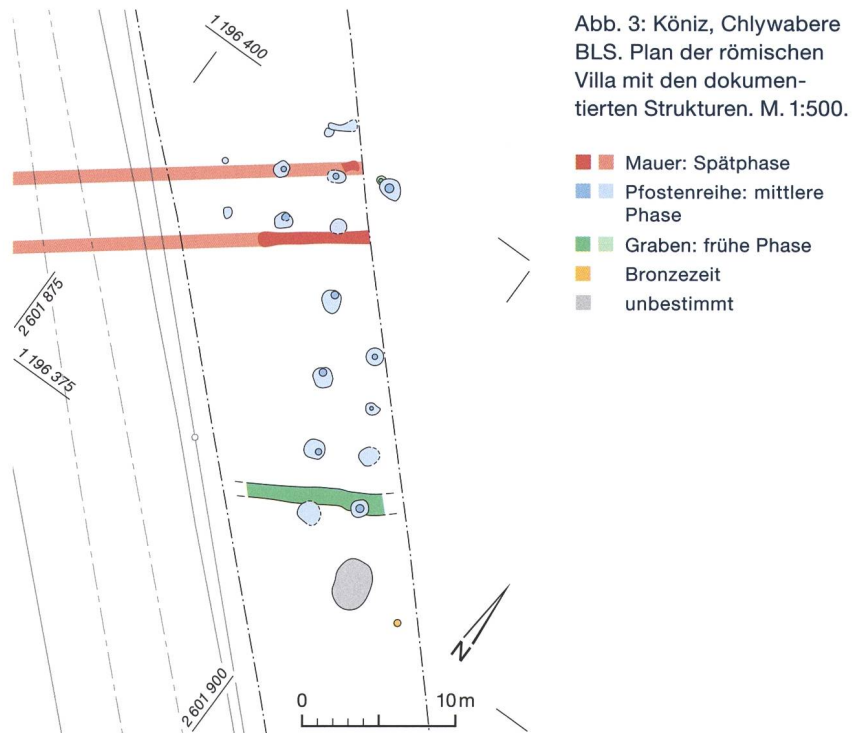 Abb. 3: Köniz, Chlywabere
BLS. Plan der römischen
Villa mit den dokumen-
tierten Strukturen. M. 1:500.
Mauer: Spätphase
Pfostenreihe: mittlere
Phase
Graben: frühe Phase
Bronzezeit
unbestimmt
1 196 400
2 601 875
1 196 375
2 601 900
N
0 10 m